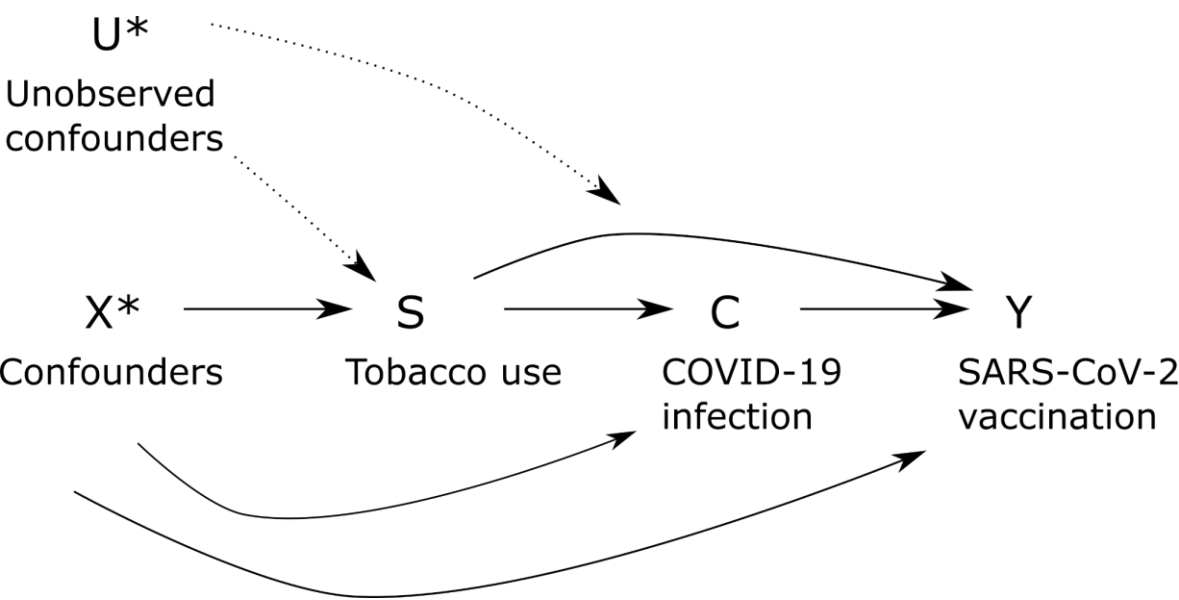 U*
Unobserved
confounders
X*
Confounders
S
Tobacco use
C
COVID-19
infection
Y
SARS-CoV-2
vaccination